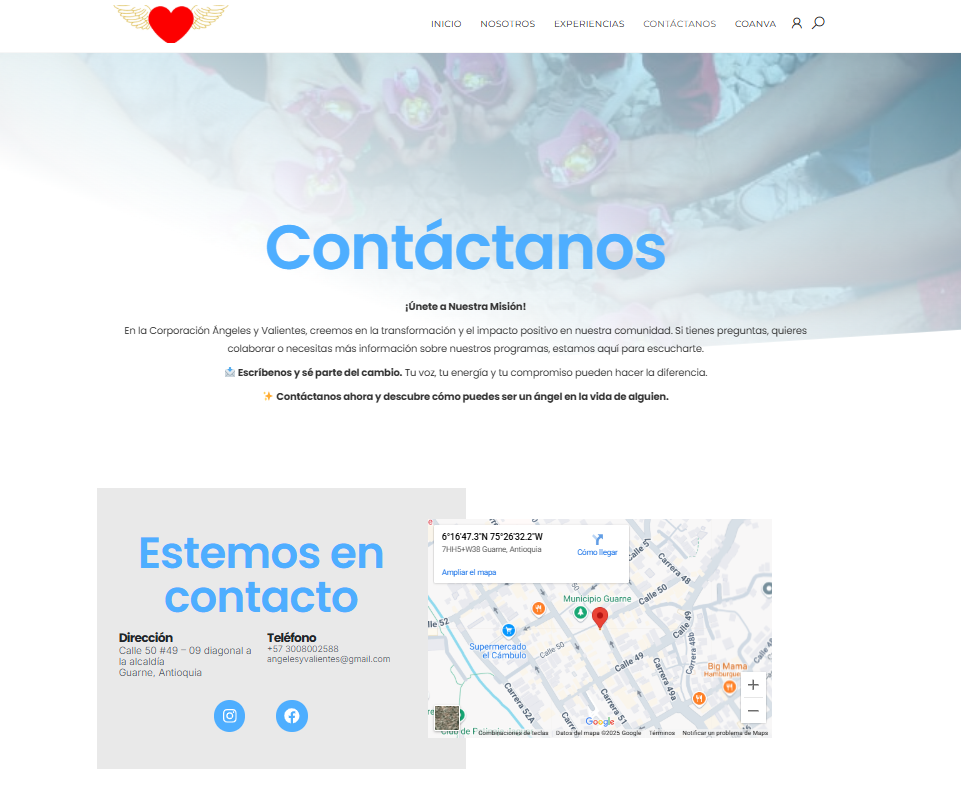 INICIO NOSOTROS EXPERIENCIAS CONTÁCTANOS COANVA
Contáctanos
¡Únete a Nuestra Misión!
En la Corporación Ángeles y Valientes, creemos en la transformación y el impacto positivo en nuestra comunidad. Si tienes preguntas, quieres
colaborar o necesitas más información sobre nuestros programas, estamos aquí para escucharte.
📩 Escríbenos y sé parte del cambio. Tu voz, tu energía y tu compromiso pueden hacer la diferencia.
✨ Contáctanos ahora y descubre cómo puedes ser un ángel en la vida de alguien.
Estemos en
contacto
Dirección
Calle 50 #49 – 09 diagonal a
la alcaldía
Guarne, Antioquia
Teléfono
+57 3008002588
angelesyvalientes@gmail.com
6°16'47.3"N 75°26'32.2"W
7HH5+W38 Guarne, Antioquia
Cómo llegar
Ampliar el mapa
Calle 5
Carrera 48
Calle 50
Municipio Guarne
Calle 49
lle 52
Supermercado
el Cámbulo
Calle 49
Carrera 48b
Big Mama
Hamburgue
Carrera 49a
Carrera 52A
Carrera 51
Google
Combinaciones de teclas Datos del mapa ©2025 Google Términos Notificar un problema de Maps